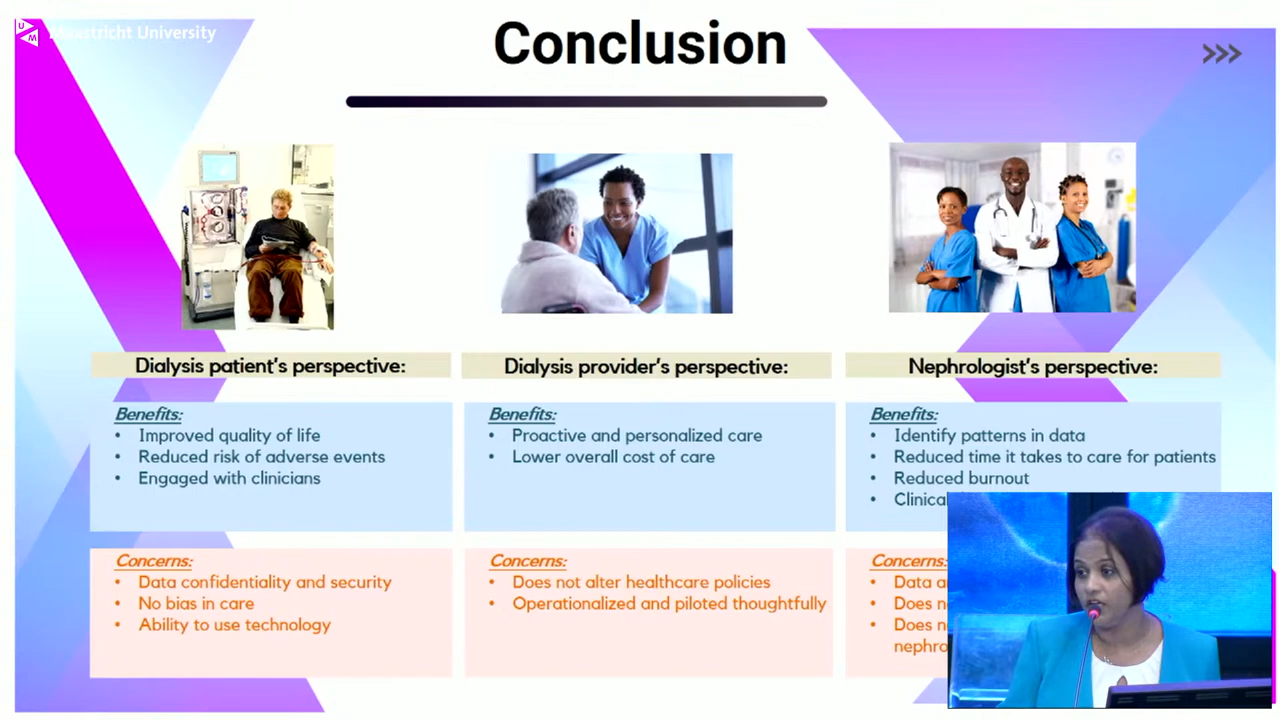 Maastricht University
Conclusion
Dialysis patient's perspective:
Benefits:
• Improved quality of life
• Reduced risk of adverse events
• Engaged with clinicians
Concerns:
• Data confidentiality and security
• No bias in care
• Ability to use technology
Dialysis provider's perspective:
Benefits:
• Proactive and personalized care
• Lower overall cost of care
Concerns:
• Does not alter healthcare policies
• Operationalized and piloted thoughtfully
Nephrologist's perspective:
Benefits:
• Identify patterns in data
• Reduced time it takes to care for patients
• Reduced burnout
• Clinical
Concerns:
• Data
• Does
• Does